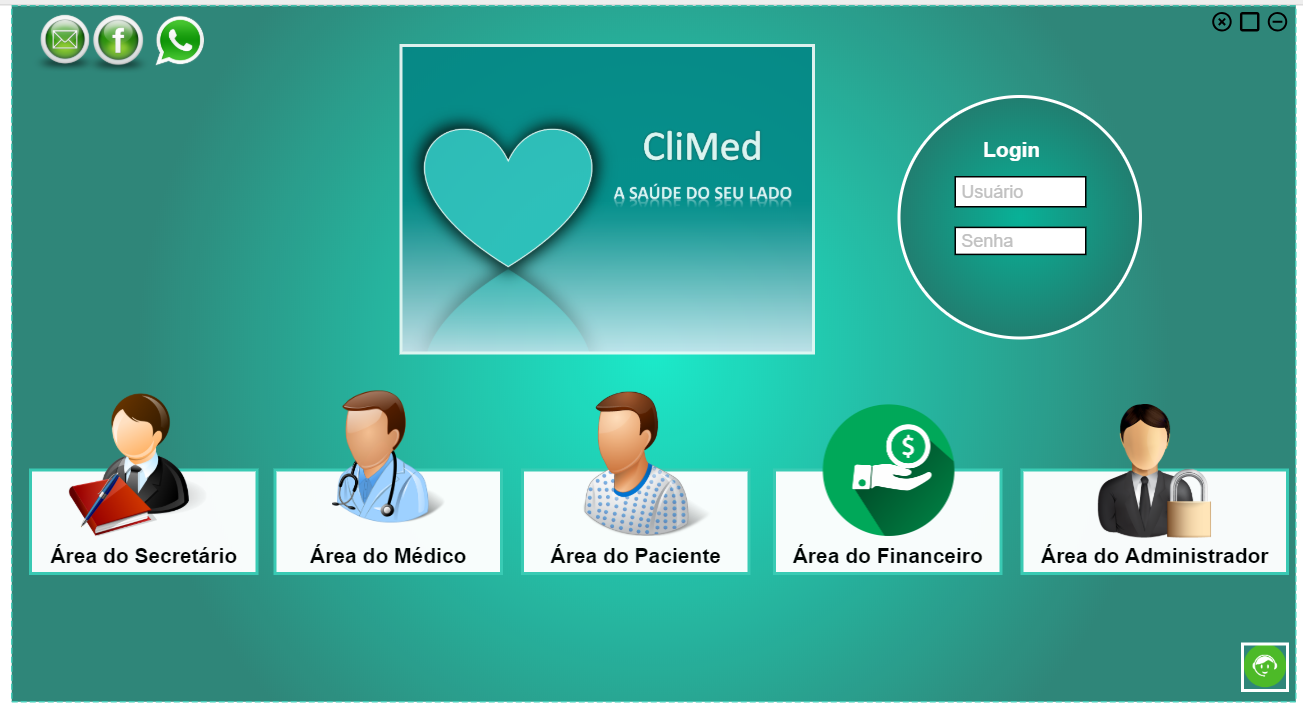 CliMed
A SAÚDE DO SEU LADO
Login
Usuário
Senha
$
Área do Secretário
Área do Médico
Área do Paciente
Área do Financeiro
Área do Administrador